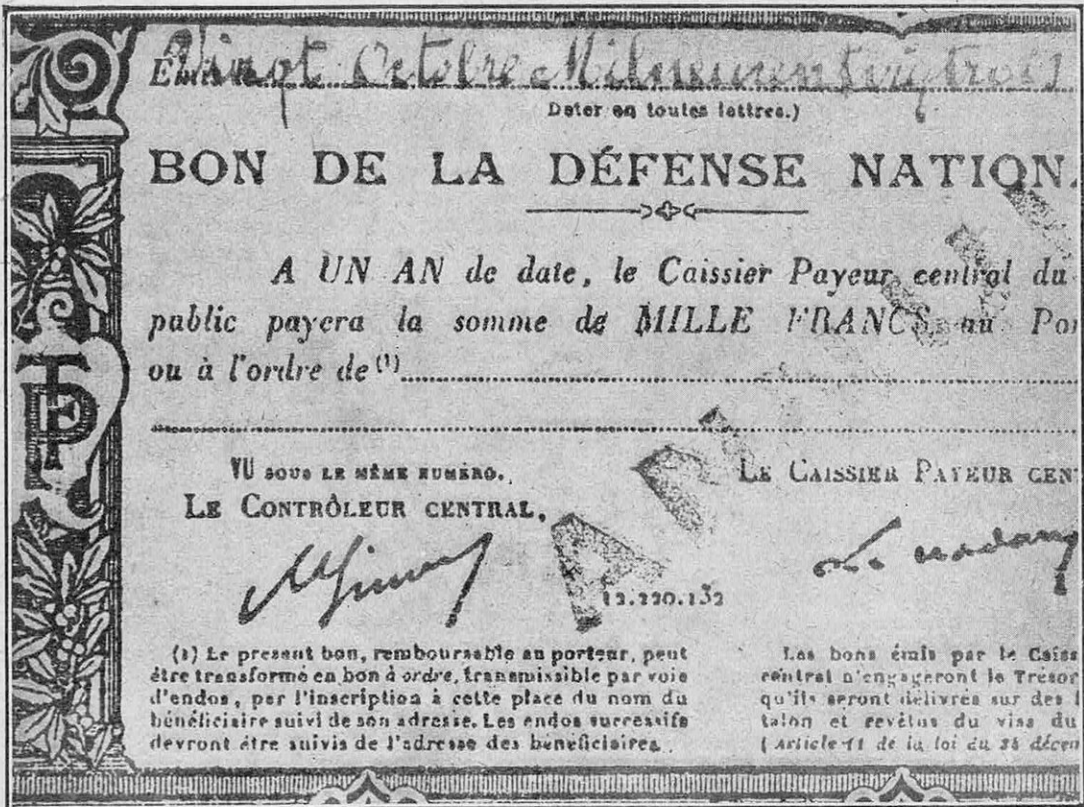 Vingt Octobre Milneuf cent vingt trois
Dater en toutes lettres.)
BON DE LA DÉFENSE NATION
A UN AN de date, le Caissier Payeur central du
public payera la somme de MILLE FRANCS au Por
ou à l'ordre de (1)
VU SOUS LE MÊME NUMÉRO.
LE CONTRÔLEUR CENTRAL,
LE CAISSIER PAYEUR CEN
12.220.132
(1) Le present bon, remboursable au porteur, peut
être transformé en bon à ordre, transmissible par voie
d'endos, par l'inscription à cette place du nom du
bénéficiaire suivi de son adresse. Les endos successifs
devront être suivis de l'adresse des bénéficiaires.
Les bons émis par le Caiss
central n'engageront le Trésor
qu'ils seront délivrés sur des
talon et revêtus du visa du
(Article 11 de la loi du 24 décem
TP